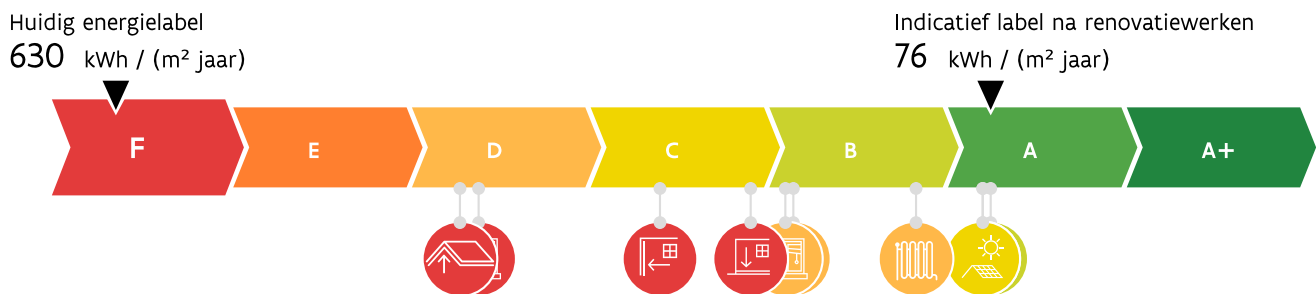 Huidig energielabel
630 kWh / (m² jaar)
Indicatief label na renovatiewerken
76 kWh / (m² jaar)
F E D C B A A+